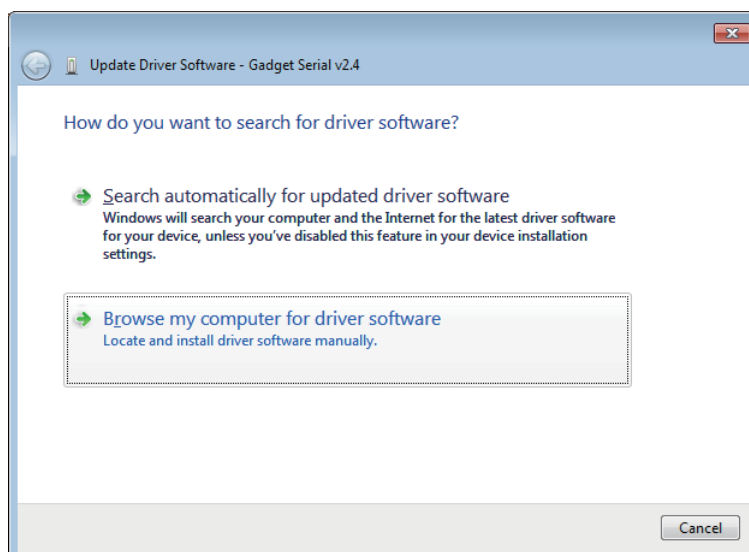 Update Driver Software - Gadget Serial v2.4
How do you want to search for driver software?
Search automatically for updated driver software
Windows will search your computer and the Internet for the latest driver software
for your device, unless you've disabled this feature in your device installation
settings.
Browse my computer for driver software
Locate and install driver software manually.
Cancel